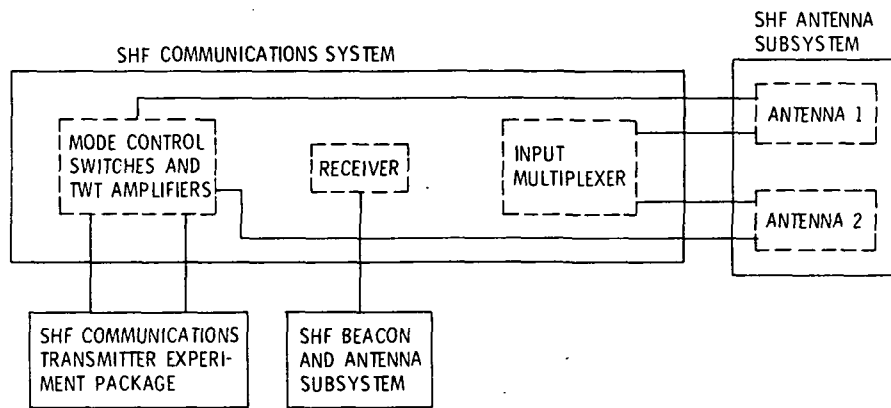 SHF ANTENNA
SUBSYSTEM
SHF COMMUNICATIONS SYSTEM
ANTENNA 1
MODE CONTROL
SWITCHES AND
TWT AMPLIFIERS
RECEIVER
INPUT
MULTIPLEXER
ANTENNA 2
SHF COMMUNICATIONS
TRANSMITTER EXPERI-
MENT PACKAGE
SHF BEACON
AND ANTENNA
SUBSYSTEM